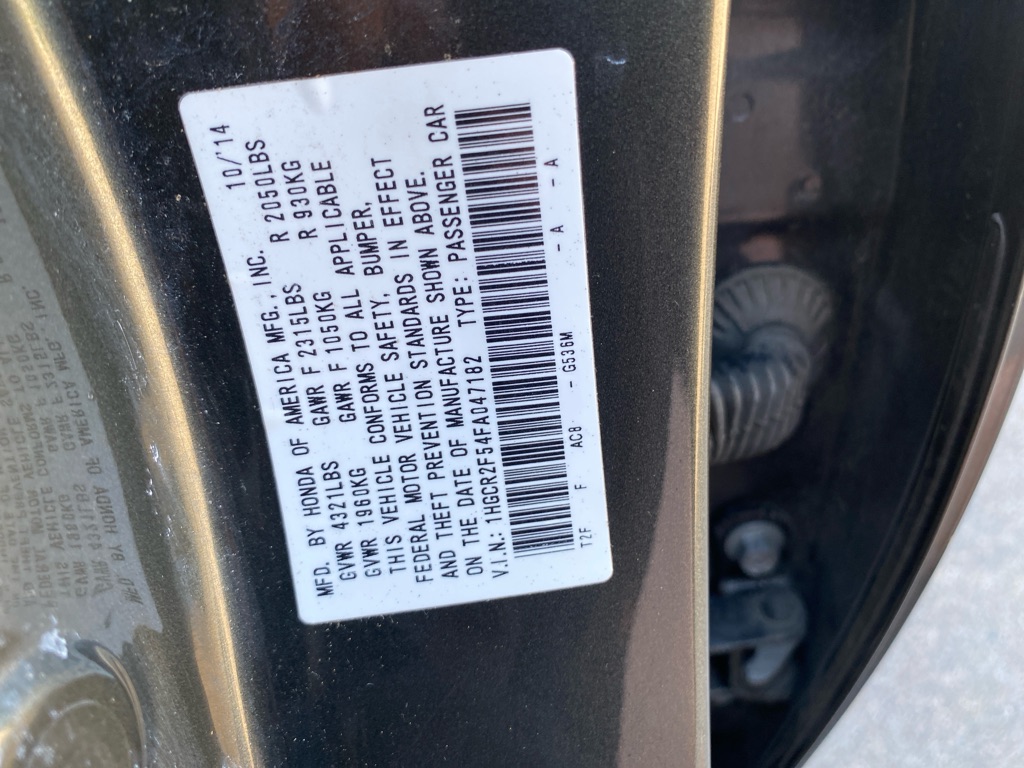 MFD. BY HONDA OF AMERICA MFG., INC. 10/'14
GVWR 4321LBS GAWR F 2315LBS R 2050LBS
GVWR 1960KG GAWR F 1050KG R 930KG
THIS VEHICLE CONFORMS TO ALL APPLICABLE
FEDERAL MOTOR VEHICLE SAFETY, BUMPER,
AND THEFT PREVENTION STANDARDS IN EFFECT
ON THE DATE OF MANUFACTURE SHOWN ABOVE.
V.I.N.: 1HGCR2F54FA047182 TYPE: PASSENGER CAR
T2F F AC8 - G536M - A - A